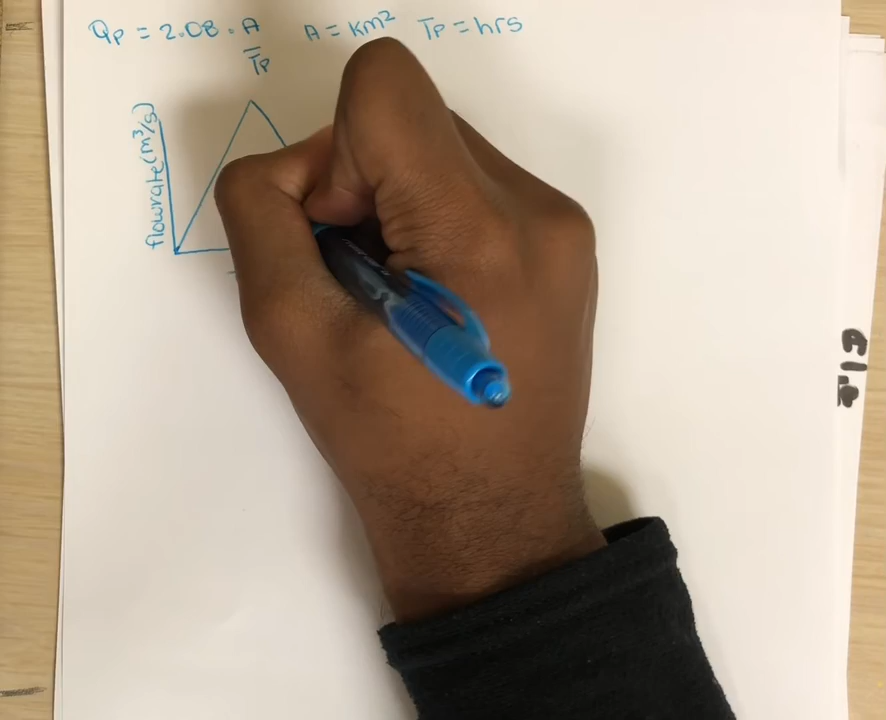 Qp = 2.08 · A/Tp A = km² Tp = hrs
flowrate (m³/s)